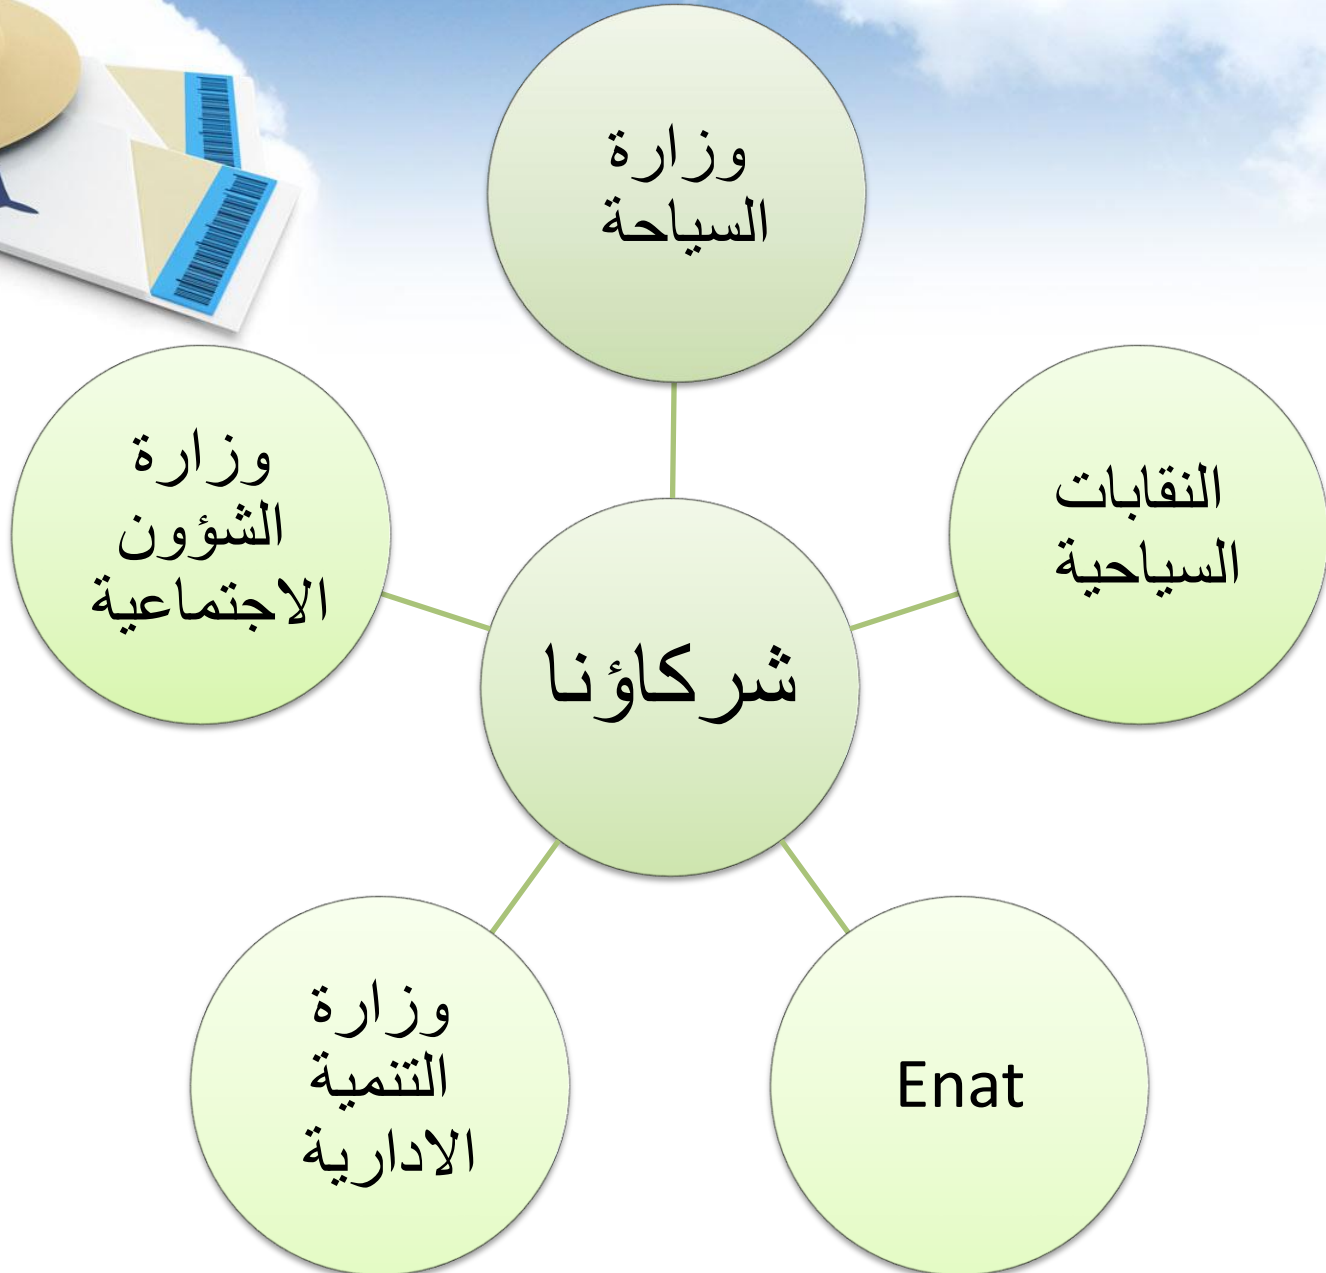 وزارة
السياحة
النقابات
السياحية
وزارة
الشؤون
الاجتماعية
شركاؤنا
Enat
وزارة
التنمية
الادارية